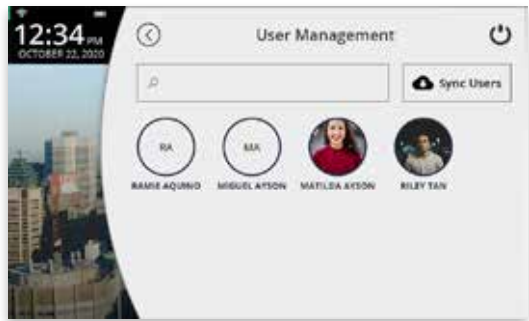 12:34 PM
OCTOBER 22, 2020
User Management
Sync Users
RA
MA
RAMIE AQUINO
MIGUEL AYSON
MATILDA AYSON
RILEY TAN